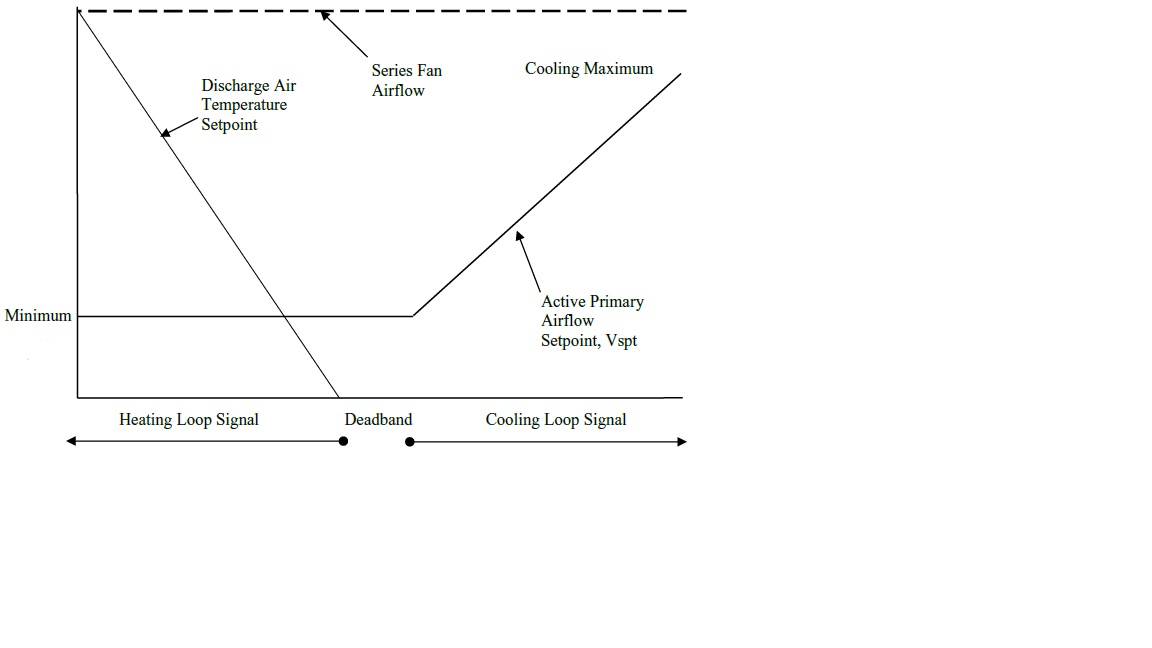 Series Fan
Airflow
Cooling Maximum
Discharge Air
Temperature
Setpoint
Active Primary
Airflow
Setpoint, Vspt
Minimum
Heating Loop Signal
Deadband
Cooling Loop Signal